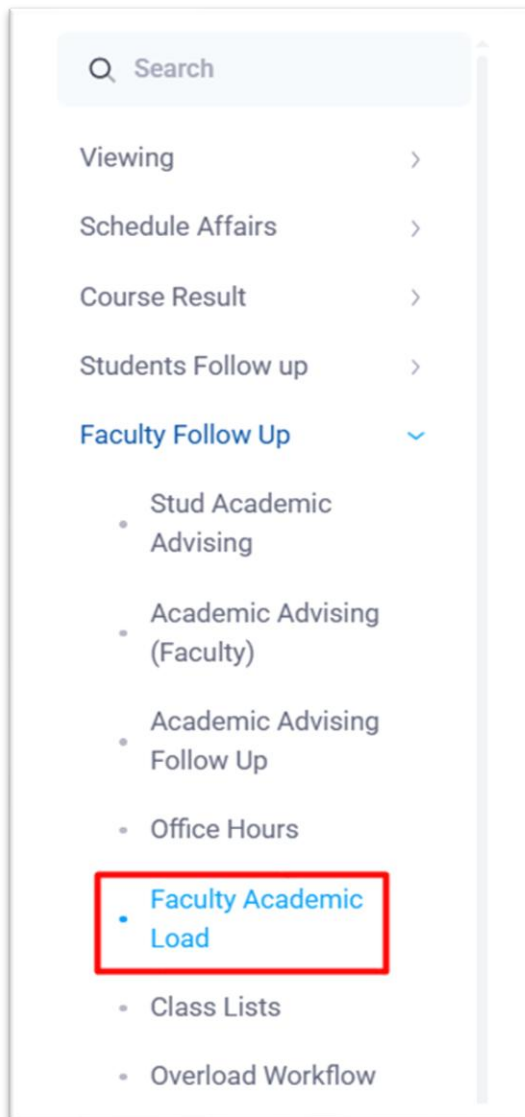 Search
Viewing
Schedule Affairs
Course Result
Students Follow up
Faculty Follow Up
Stud Academic
Advising
Academic Advising
(Faculty)
Academic Advising
Follow Up
Office Hours
Faculty Academic
Load
Class Lists
Overload Workflow